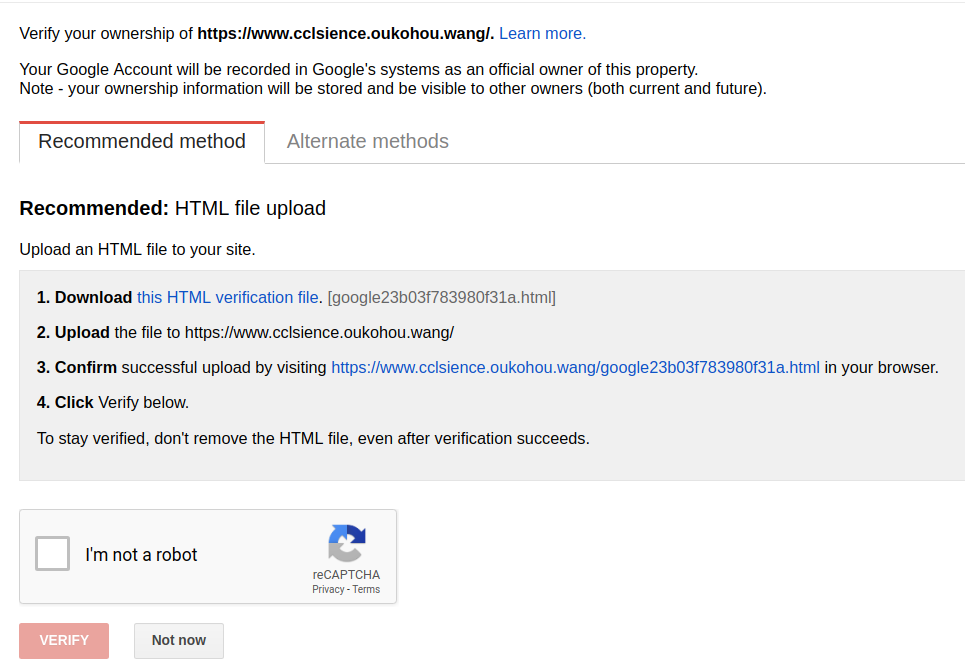 Verify your ownership of https://www.cclsience.oukohou.wang/. Learn more.
Your Google Account will be recorded in Google's systems as an official owner of this property.
Note - your ownership information will be stored and be visible to other owners (both current and future).
Recommended method Alternate methods
Recommended: HTML file upload
Upload an HTML file to your site.
1. Download this HTML verification file. [google23b03f783980f31a.html]
2. Upload the file to https://www.cclsience.oukohou.wang/
3. Confirm successful upload by visiting https://www.cclsience.oukohou.wang/google23b03f783980f31a.html in your browser.
4. Click Verify below.
To stay verified, don't remove the HTML file, even after verification succeeds.
I'm not a robot
reCAPTCHA
Privacy - Terms
VERIFY Not now